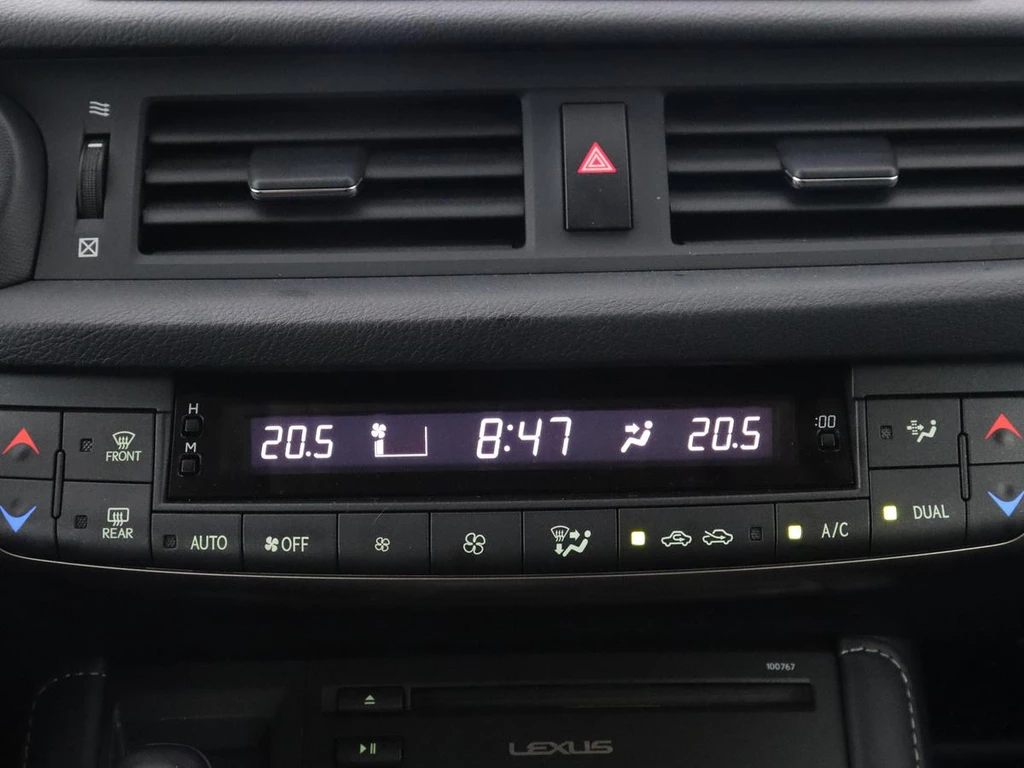 H
M
20.5
8:47
20.5
:00
FRONT
REAR
AUTO
OFF
A/C
DUAL
100767
LEXUS